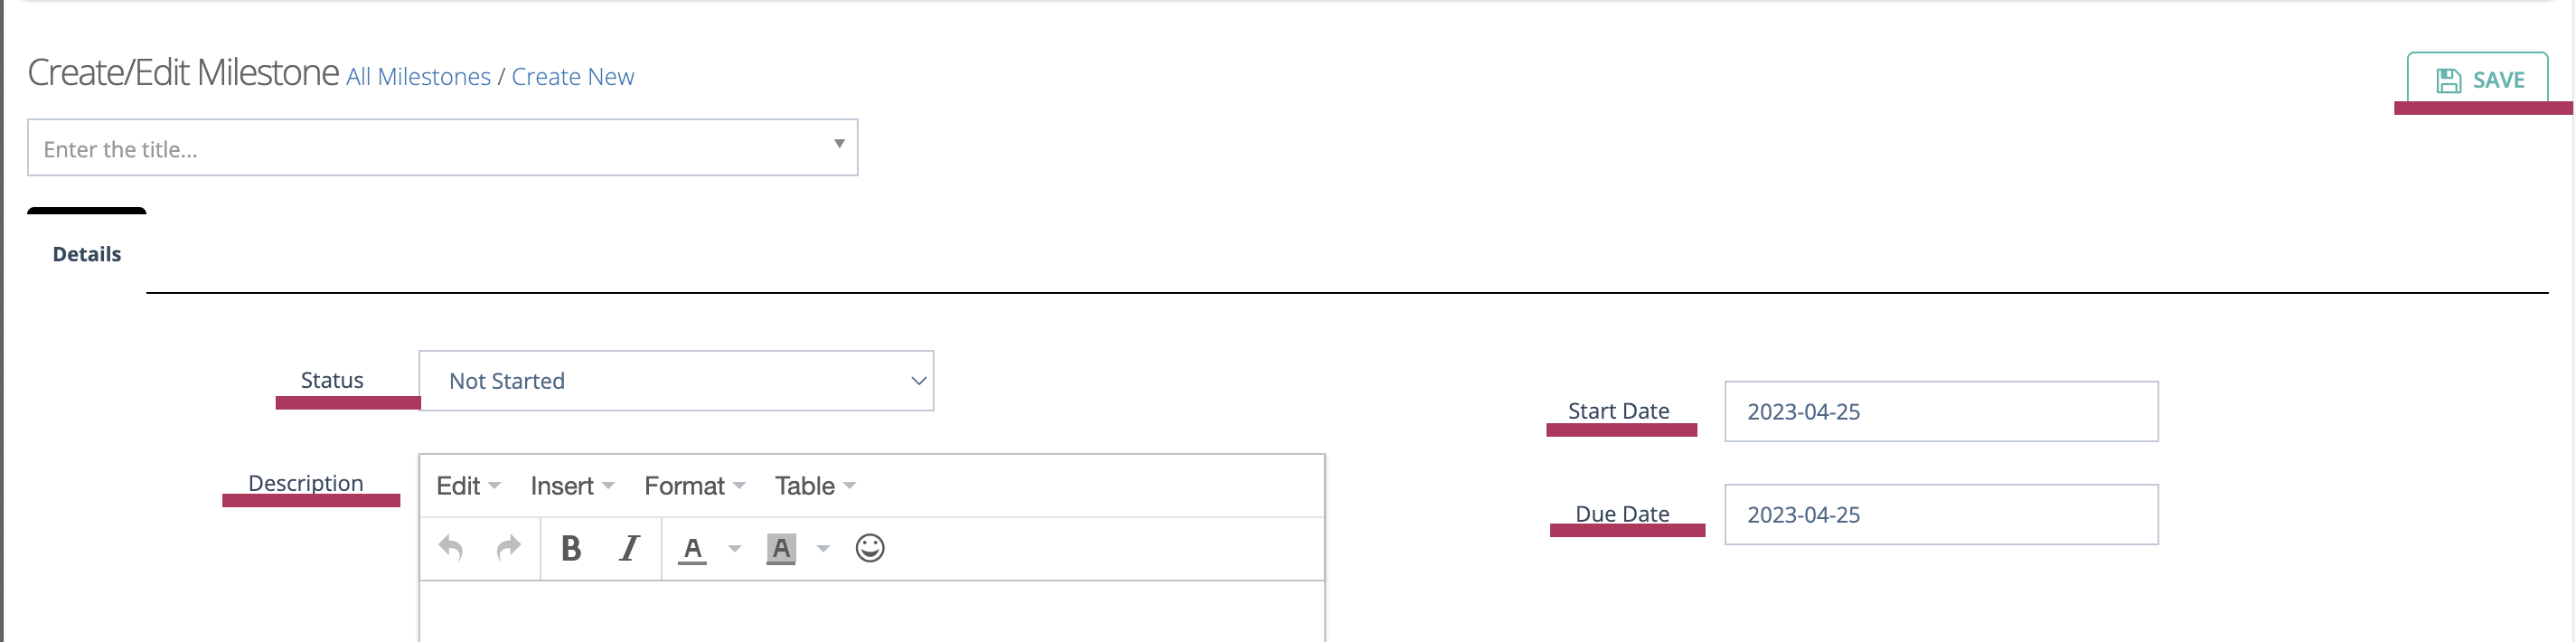 Create/Edit Milestone All Milestones / Create New
SAVE
Enter the title...
Details
Status
Not Started
Start Date
2023-04-25
Description
Edit Insert Format Table
Due Date
2023-04-25
B I A A